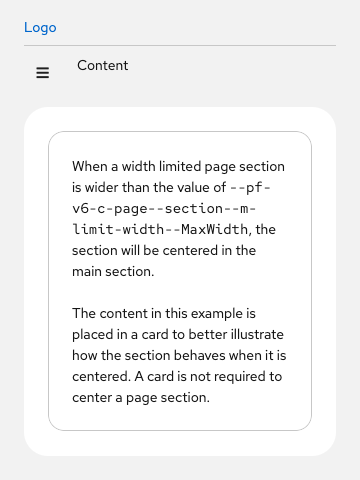 Logo
Content
When a width limited page section
is wider than the value of --pf-
v6-c-page--section--m-
limit-width--MaxWidth, the
section will be centered in the
main section.
The content in this example is
placed in a card to better illustrate
how the section behaves when it is
centered. A card is not required to
center a page section.